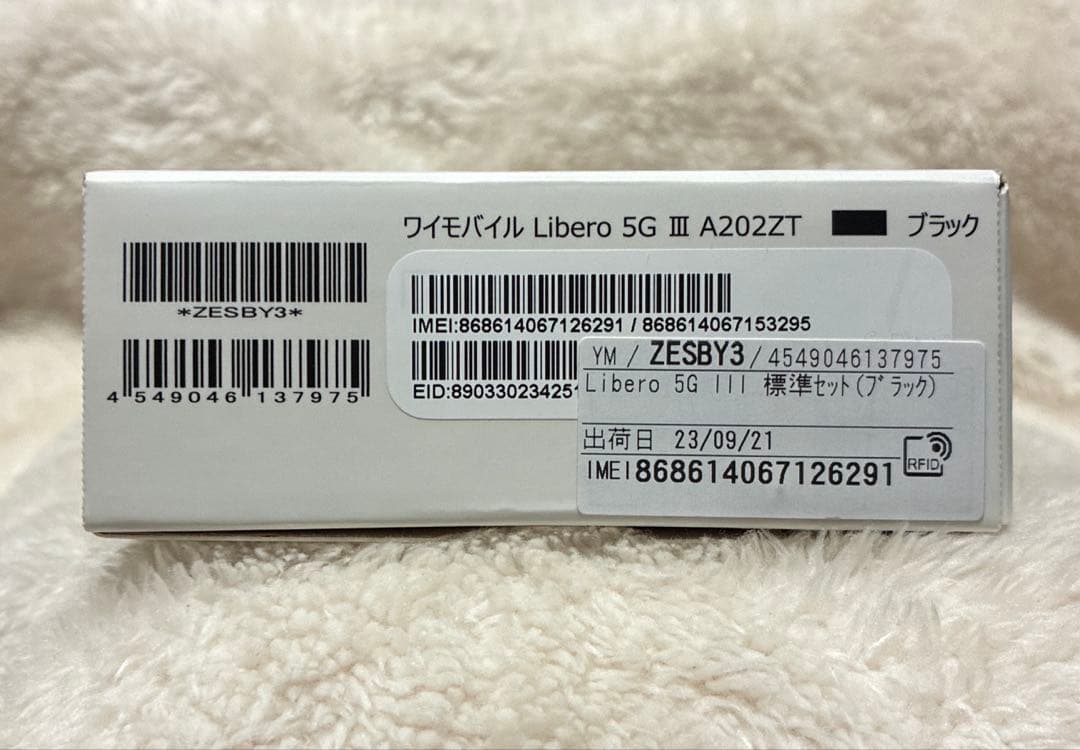 ワイモバイル Libero 5G Ⅲ A202ZT ブラック
*ZESBY3*
4 549046 137975
IMEI:868614067126291 / 868614067153295
EID:890330234251
YM / ZESBY3 / 4549046137975
Libero 5G III 標準ｾｯﾄ(ﾌﾞﾗｯｸ)
出荷日 23/09/21
IMEI868614067126291
RFID